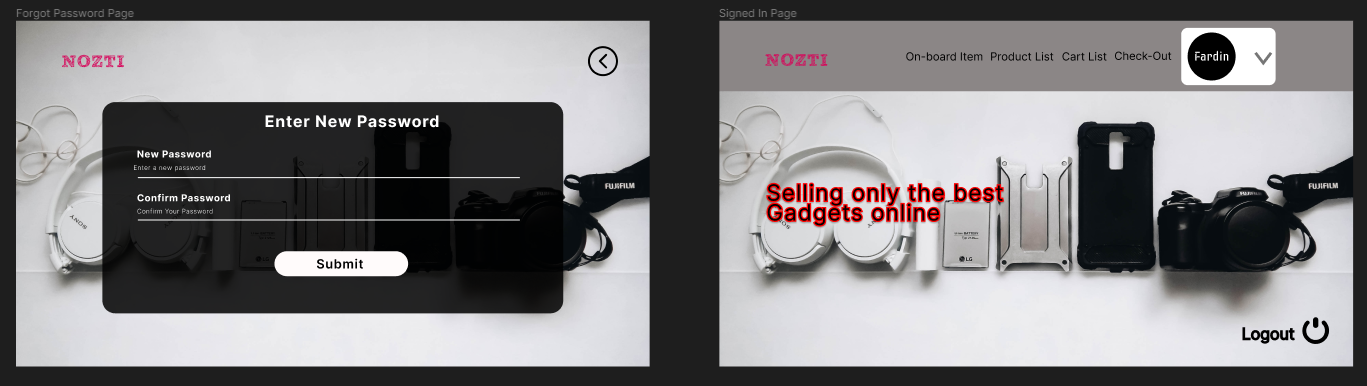 Forgot Password Page
NOZTI
Enter New Password
New Password
Enter a new password
Confirm Password
Confirm Your Password
Submit
SONY
FUJIFILM
Signed In Page
NOZTI
On-board Item Product List Cart List Check-Out Fardin
Selling only the best
Gadgets online
SONY
LG
FUJIFILM
Logout